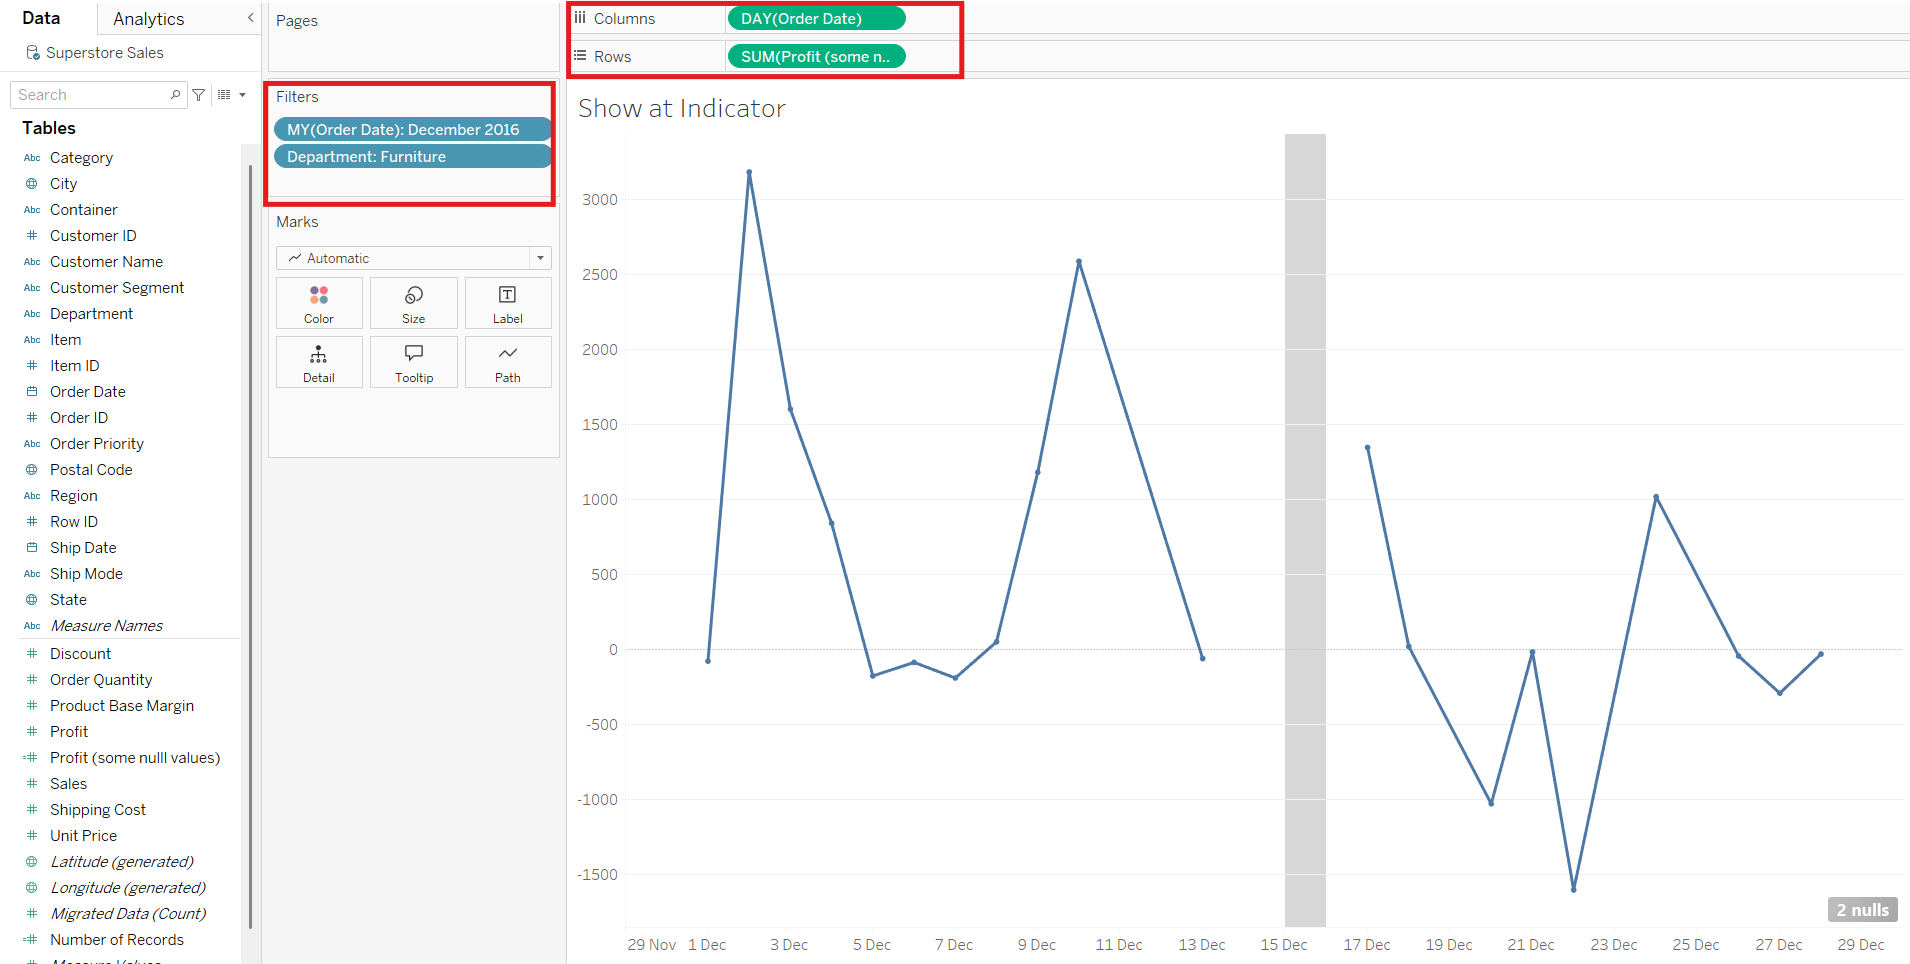 Data
Analytics
Superstore Sales
Search
Tables
Abc Category
City
Abc Container
Customer ID
Abc Customer Name
Abc Customer Segment
Abc Department
Abc Item
Item ID
Order Date
Order ID
Abc Order Priority
Postal Code
Abc Region
Abc Row ID
Ship Date
Abc Ship Mode
State
Abc Measure Names
Discount
Order Quantity
Product Base Margin
Profit
Profit (some nulll values)
Sales
Shipping Cost
Unit Price
Latitude (generated)
Longitude (generated)
Migrated Data (Count)
Number of Records
Measure Values
Pages
Filters
MY(Order Date): December 2016
Department: Furniture
Marks
Automatic
Color Size Label
Detail Tooltip Path
Columns DAY(Order Date)
Rows SUM(Profit (some n..
Show at Indicator
3000
2500
2000
1500
1000
500
0
-500
-1000
-1500
2 nulls
29 Nov 1 Dec 3 Dec 5 Dec 7 Dec 9 Dec 11 Dec 13 Dec 15 Dec 17 Dec 19 Dec 21 Dec 23 Dec 25 Dec 27 Dec 29 Dec